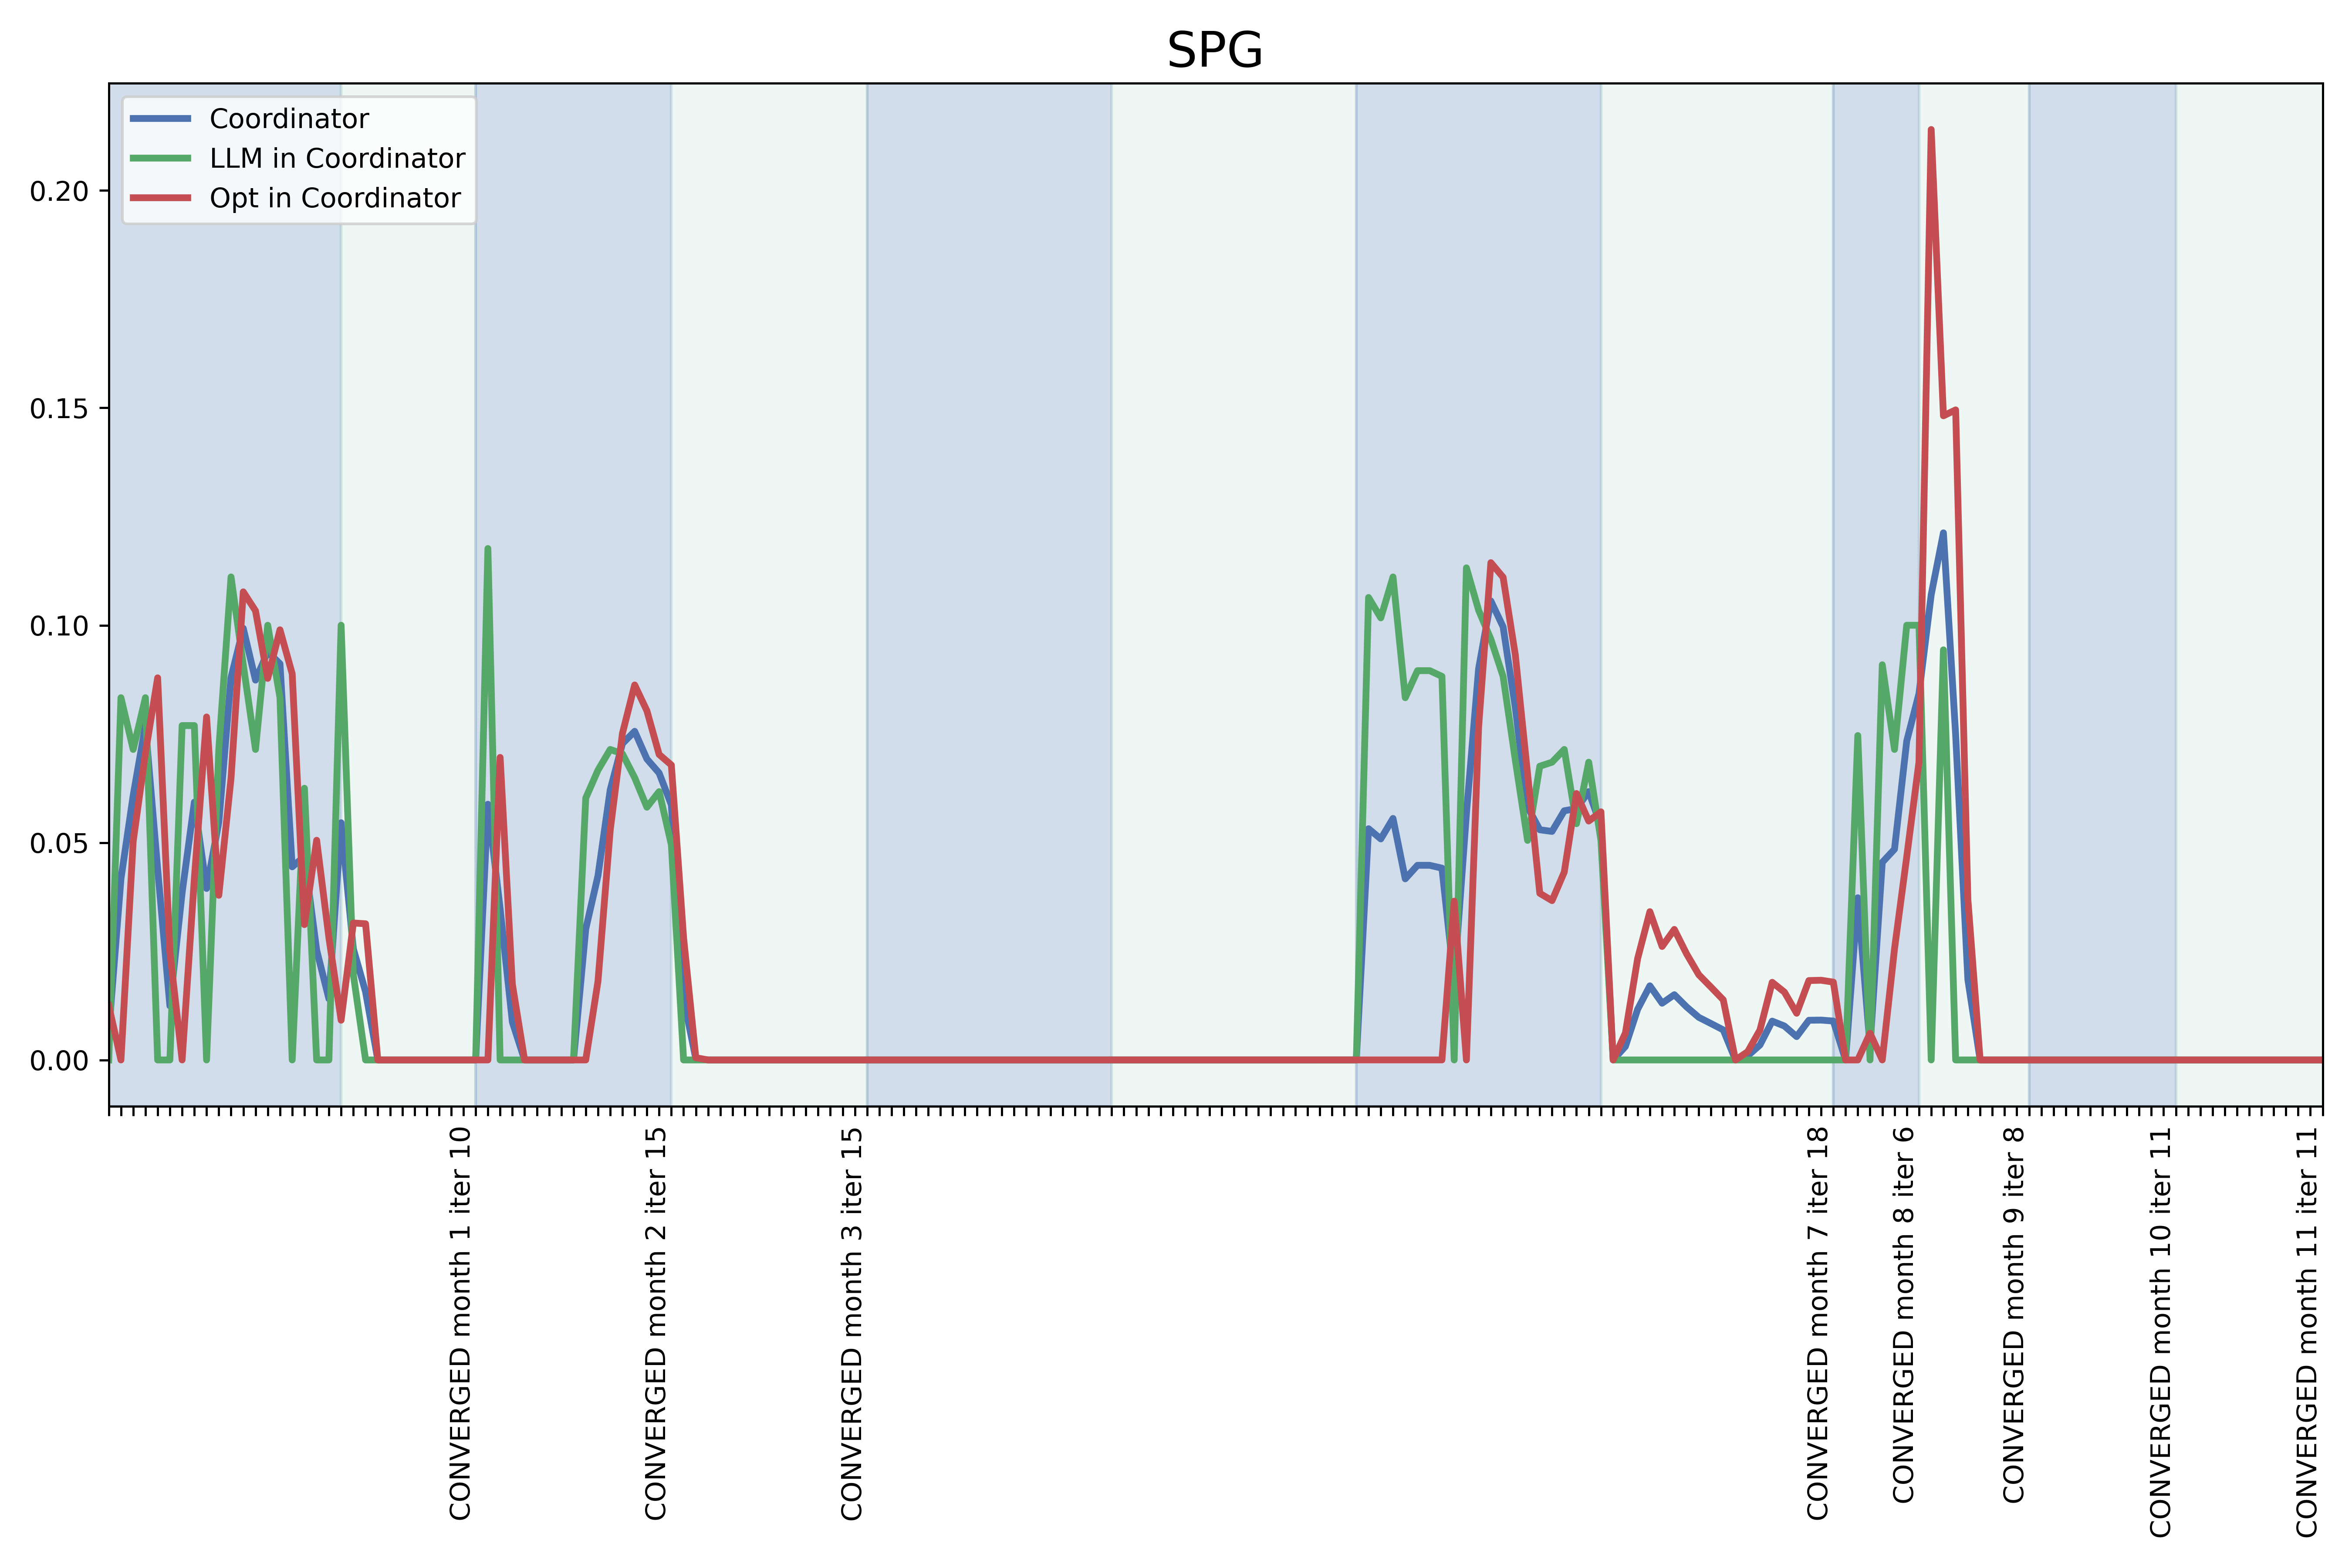 SPG
Coordinator
LLM in Coordinator
Opt in Coordinator
0.20
0.15
0.10
0.05
0.00
CONVERGED month 1 iter 10
CONVERGED month 2 iter 15
CONVERGED month 3 iter 15
CONVERGED month 7 iter 18
CONVERGED month 8 iter 6
CONVERGED month 9 iter 8
CONVERGED month 10 iter 11
CONVERGED month 11 iter 11